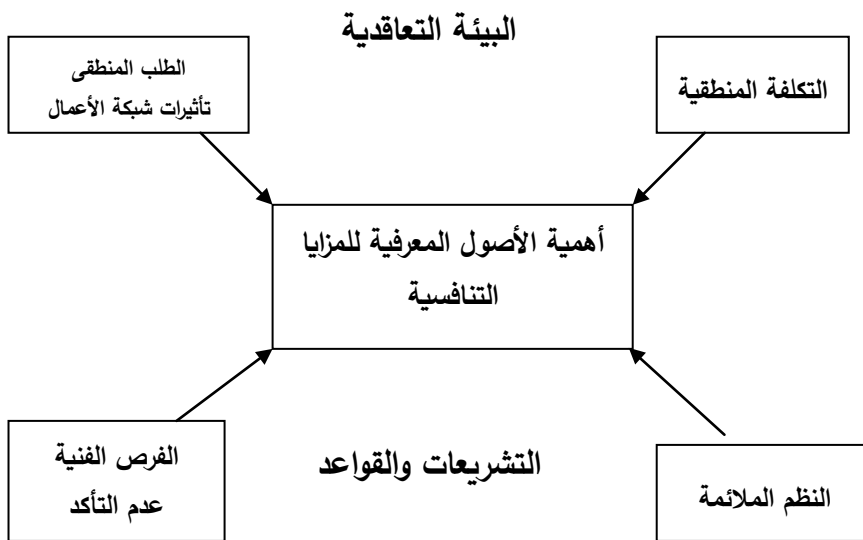 البيئة التعاقدية
التكلفة المنطقية
الطلب المنطقى
تأثيرات شبكة الأعمال
أهمية الأصول المعرفية للمزايا
التنافسية
التشريعات والقواعد
النظم الملائمة
الفرص الفنية
عدم التأكد